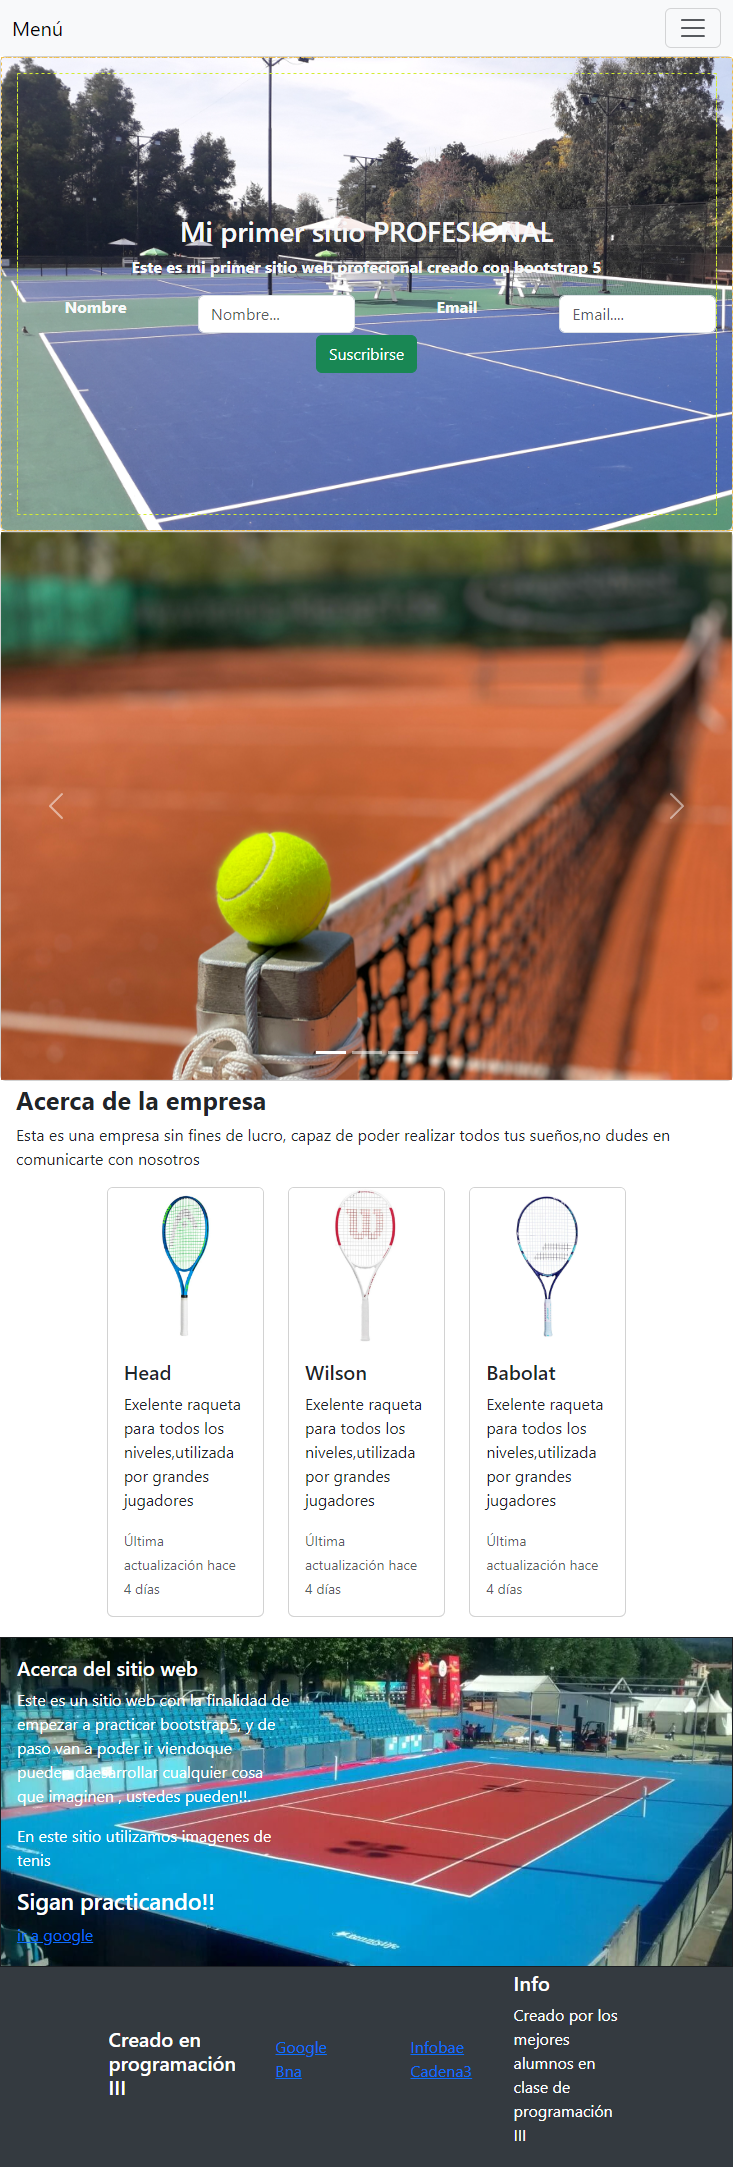 Menú
Mi primer sitio PROFESIONAL
Este es mi primer sitio web profecional creado con bootstrap 5
Nombre Nombre... Email Email....
Suscribirse
Acerca de la empresa
Esta es una empresa sin fines de lucro, capaz de poder realizar todos tus sueños,no dudes en
comunicarte con nosotros
Head
Exelente raqueta
para todos los
niveles,utilizada
por grandes
jugadores
Última
actualización hace
4 días
Wilson
Exelente raqueta
para todos los
niveles,utilizada
por grandes
jugadores
Última
actualización hace
4 días
Babolat
Exelente raqueta
para todos los
niveles,utilizada
por grandes
jugadores
Última
actualización hace
4 días
Acerca del sitio web
Este es un sitio web con la finalidad de
empezar a practicar bootstrap5, y de
paso van a poder ir viendoque
pueden daesarrollar cualquier cosa
que imaginen , ustedes pueden!!.
En este sitio utilizamos imagenes de
tenis
Sigan practicando!!
Ir a google
Creado en
programación
III
Google
Bna
Infobae
Cadena3
Info
Creado por los
mejores
alumnos en
clase de
programación
III